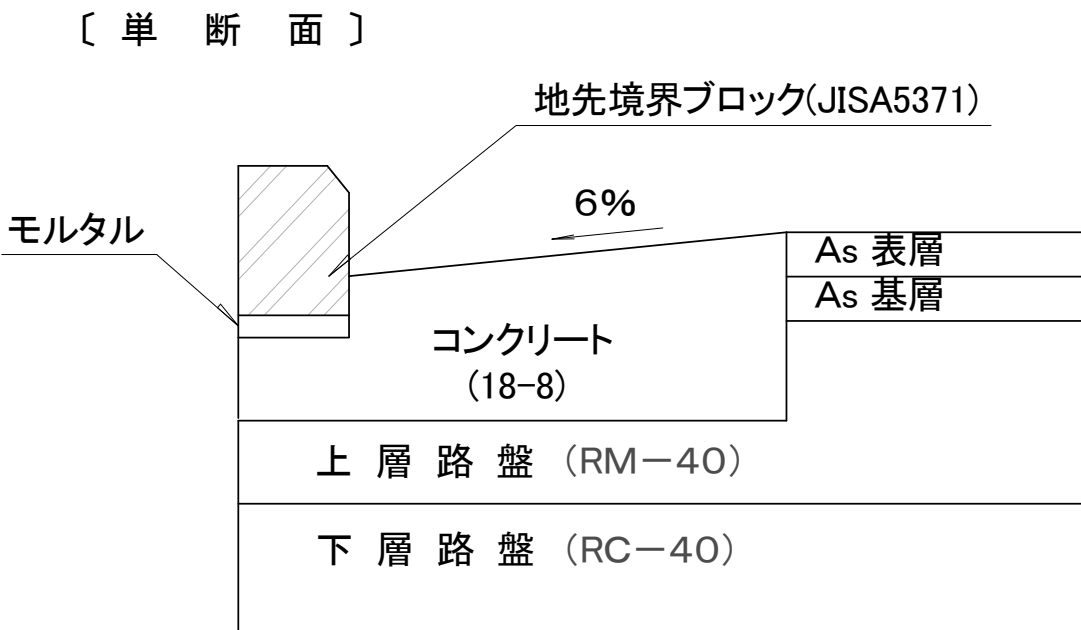 〔 単 断 面 〕
地先境界ブロック(JISA5371)
6%
モルタル
As 表層
As 基層
コンクリート
(18-8)
上 層 路 盤 (RM-40)
下 層 路 盤 (RC-40)